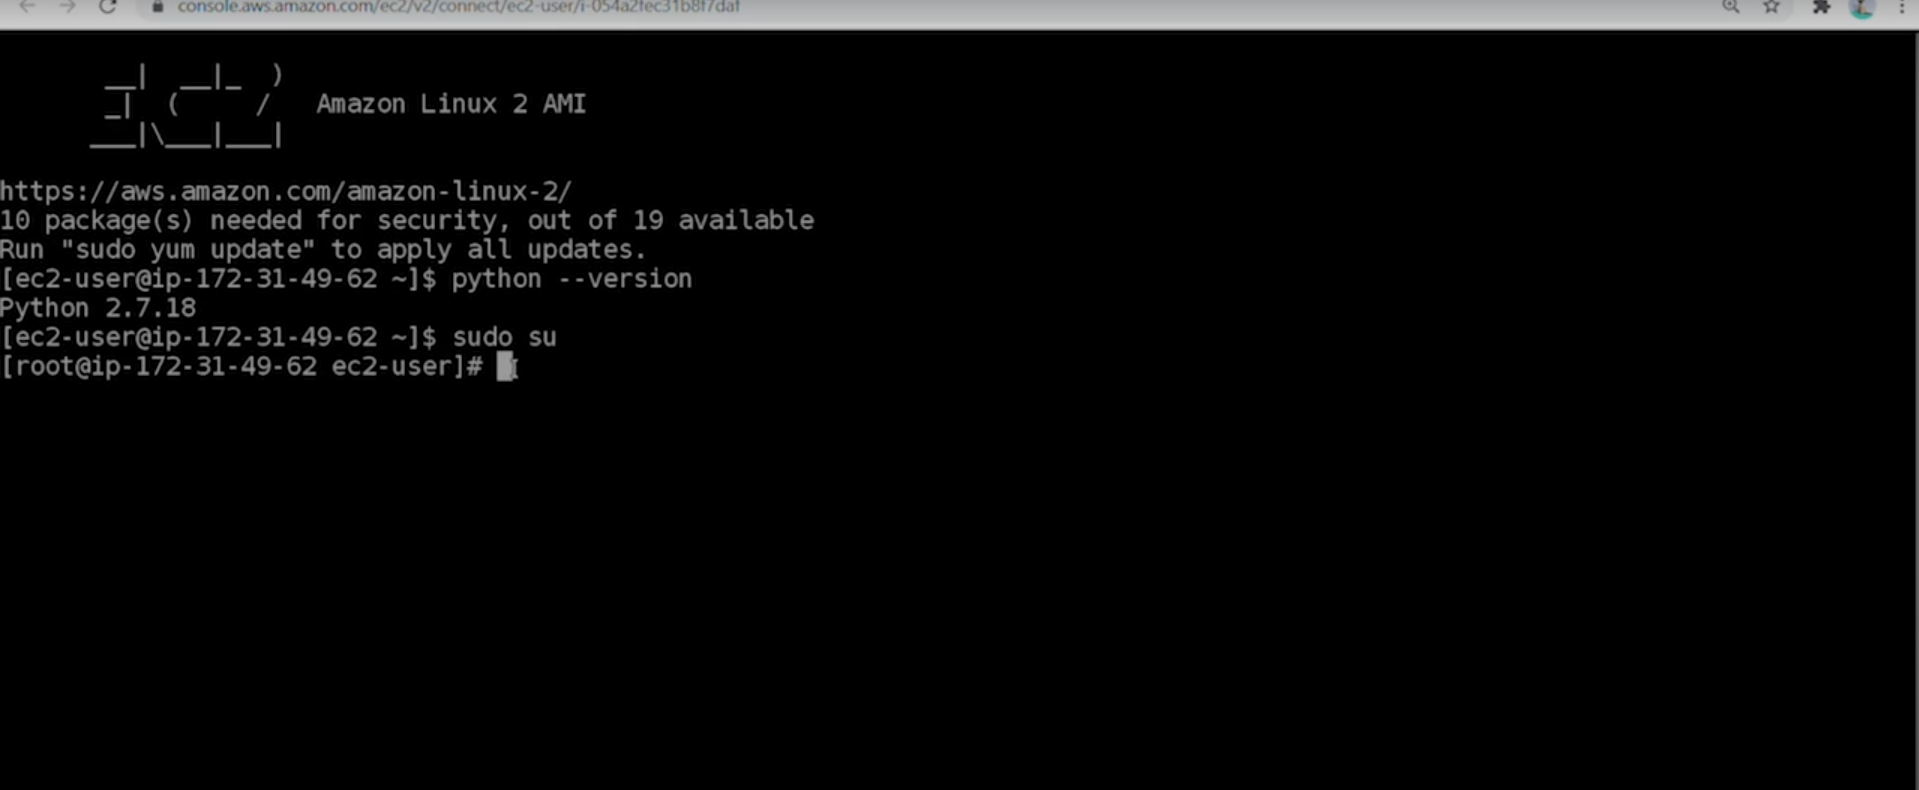 console.aws.amazon.com/ec2/v2/connect/ec2-user/i-054a2fec31b8f7daf
__|  __|_  )
_|  (     /   Amazon Linux 2 AMI
___|\___|___|
https://aws.amazon.com/amazon-linux-2/
10 package(s) needed for security, out of 19 available
Run "sudo yum update" to apply all updates.
[ec2-user@ip-172-31-49-62 ~]$ python --version
Python 2.7.18
[ec2-user@ip-172-31-49-62 ~]$ sudo su
[root@ip-172-31-49-62 ec2-user]#